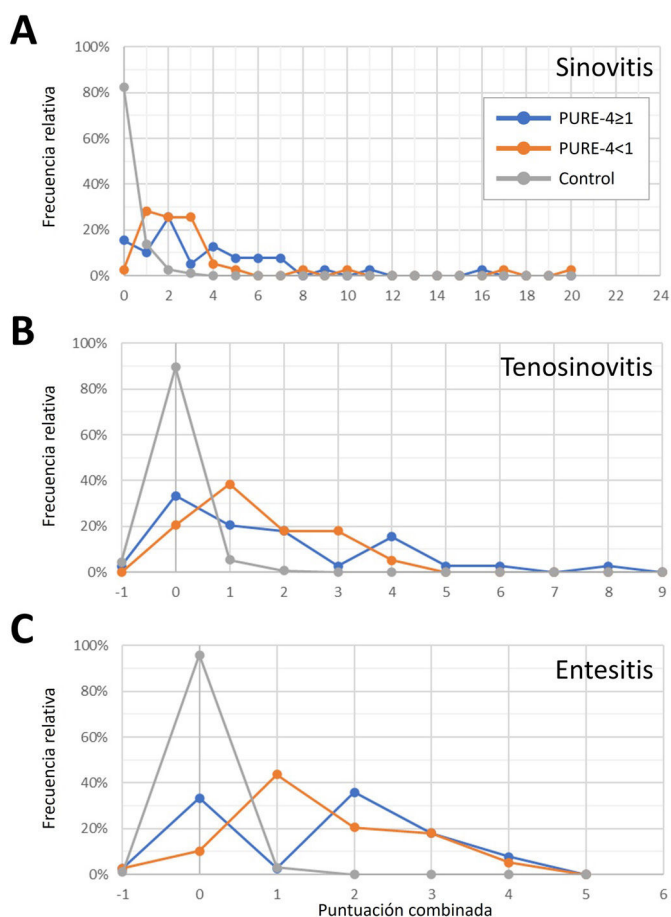 A
Sinovitis
Frecuencia relativa
100%
80%
60%
40%
20%
0%
PURE-4≥1
PURE-4<1
Control
0 2 4 6 8 10 12 14 16 18 20 22 24
B
Tenosinovitis
Frecuencia relativa
100%
80%
60%
40%
20%
0%
-1 0 1 2 3 4 5 6 7 8 9
C
Entesitis
Frecuencia relativa
100%
80%
60%
40%
20%
0%
-1 0 1 2 3 4 5 6
Puntuación combinada